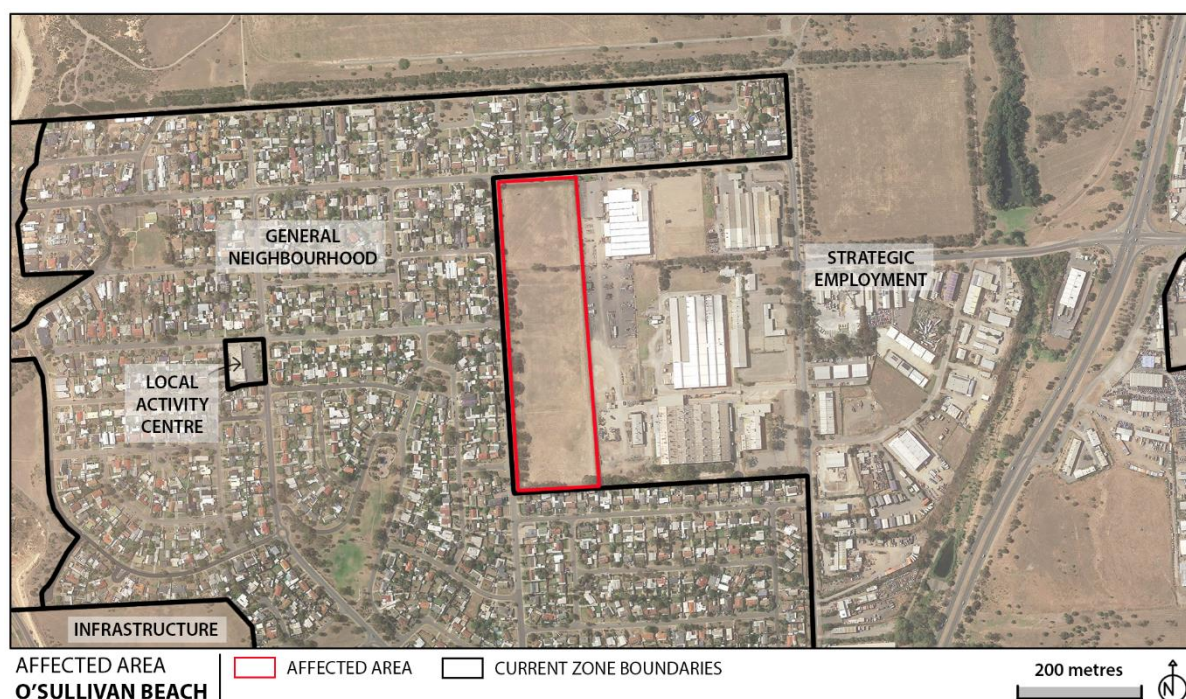 GENERAL
NEIGHBOURHOOD
STRATEGIC
EMPLOYMENT
LOCAL
ACTIVITY
CENTRE
INFRASTRUCTURE
AFFECTED AREA
O'SULLIVAN BEACH
AFFECTED AREA
CURRENT ZONE BOUNDARIES
200 metres
N